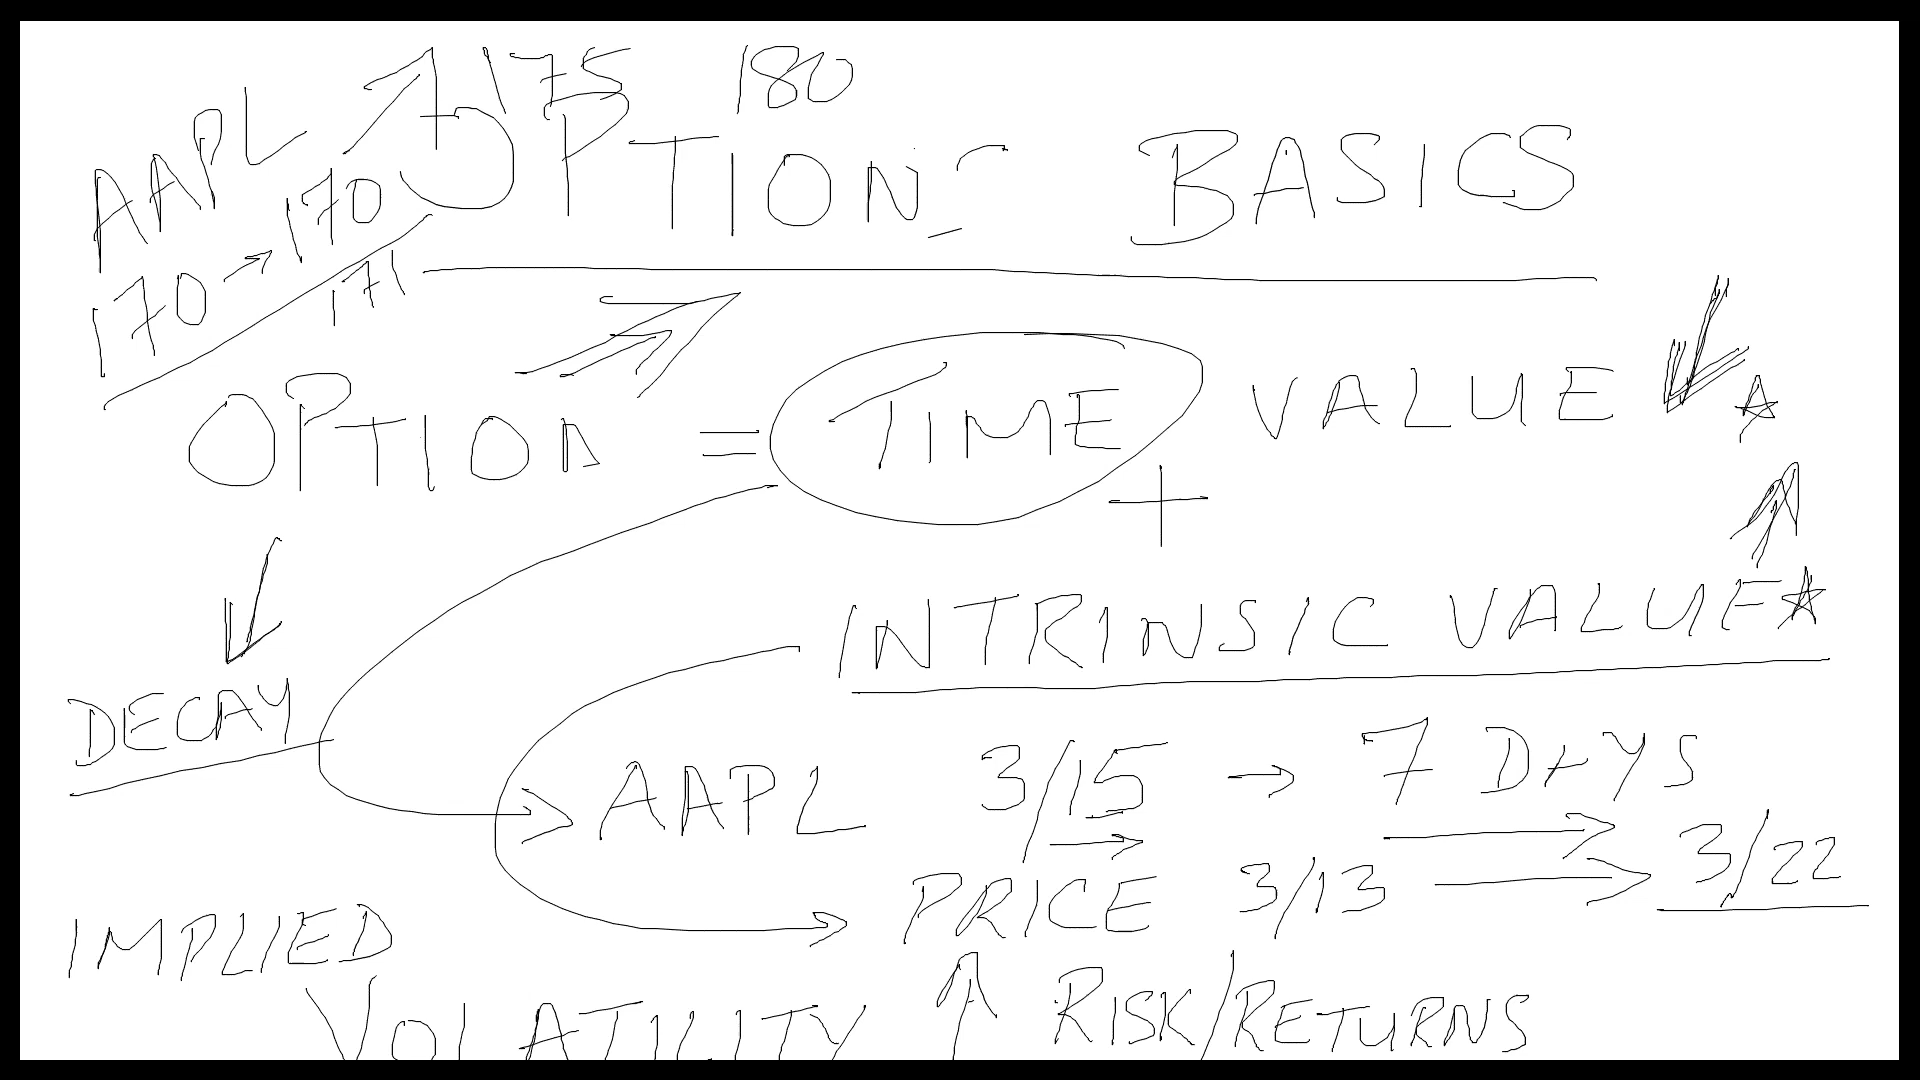 175 180
AAPL
OPTIONS BASICS
170 → 170
171
OPTION = TIME VALUE
+
INTRINSIC VALUE
DECAY
AAPL 3/15 → 7 DAYS
PRICE 3/13 → 3/22
IMPLIED
VOLATILITY
RISK/RETURNS